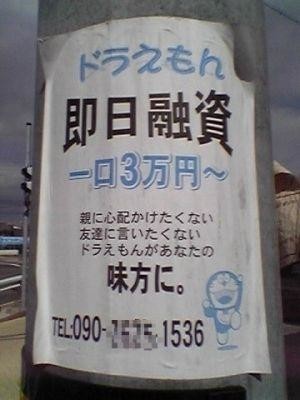 ドラえもん
即日融資
一口3万円～
親に心配かけたくない
友達に言いたくない
ドラえもんがあなたの
味方に。
TEL:090- 1536